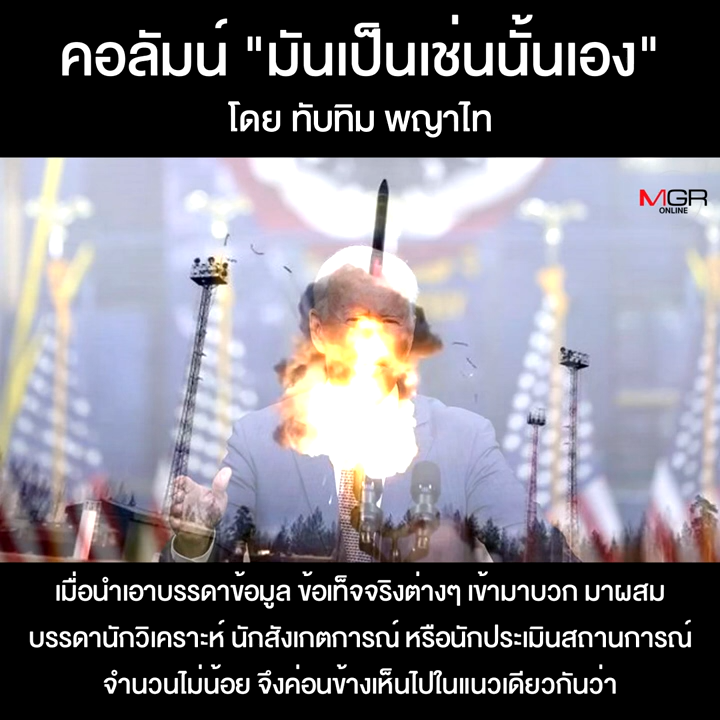 คอลัมน์ "มันเป็นเช่นนั้นเอง"
โดย ทับทิม พญาไท
MGR
ONLINE
เมื่อนำเอาบรรดาข้อมูล ข้อเท็จจริงต่างๆ เข้ามาบวก มาผสม
บรรดานักวิเคราะห์ นักสังเกตการณ์ หรือนักประเมินสถานการณ์
จำนวนไม่น้อย จึงค่อนข้างเห็นไปในแนวเดียวกันว่า